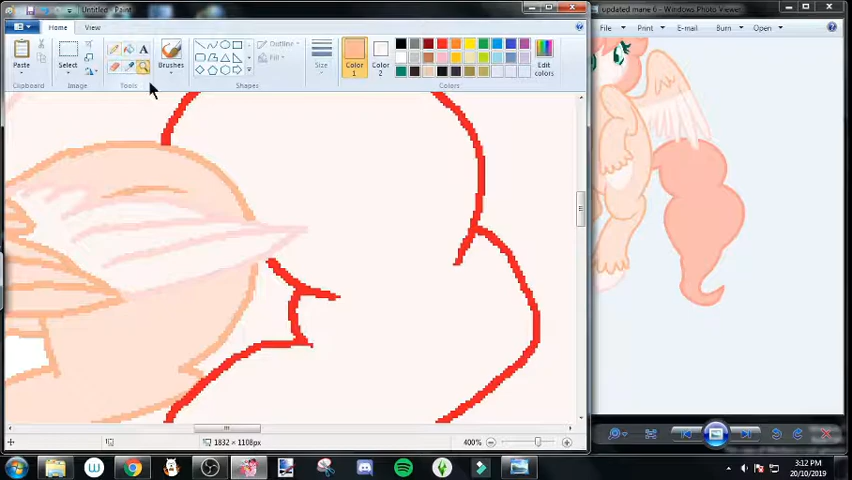 Untitled - Paint
updated mane 6 - Windows Photo Viewer
Home View
File Print E-mail Burn Open
Paste
Select
Brushes
Outline
Fill
Size
Color 1
Color 2
Edit colors
Clipboard Image Tools Shapes Colors
1832 × 1108px
400%
3:12 PM
20/10/2019